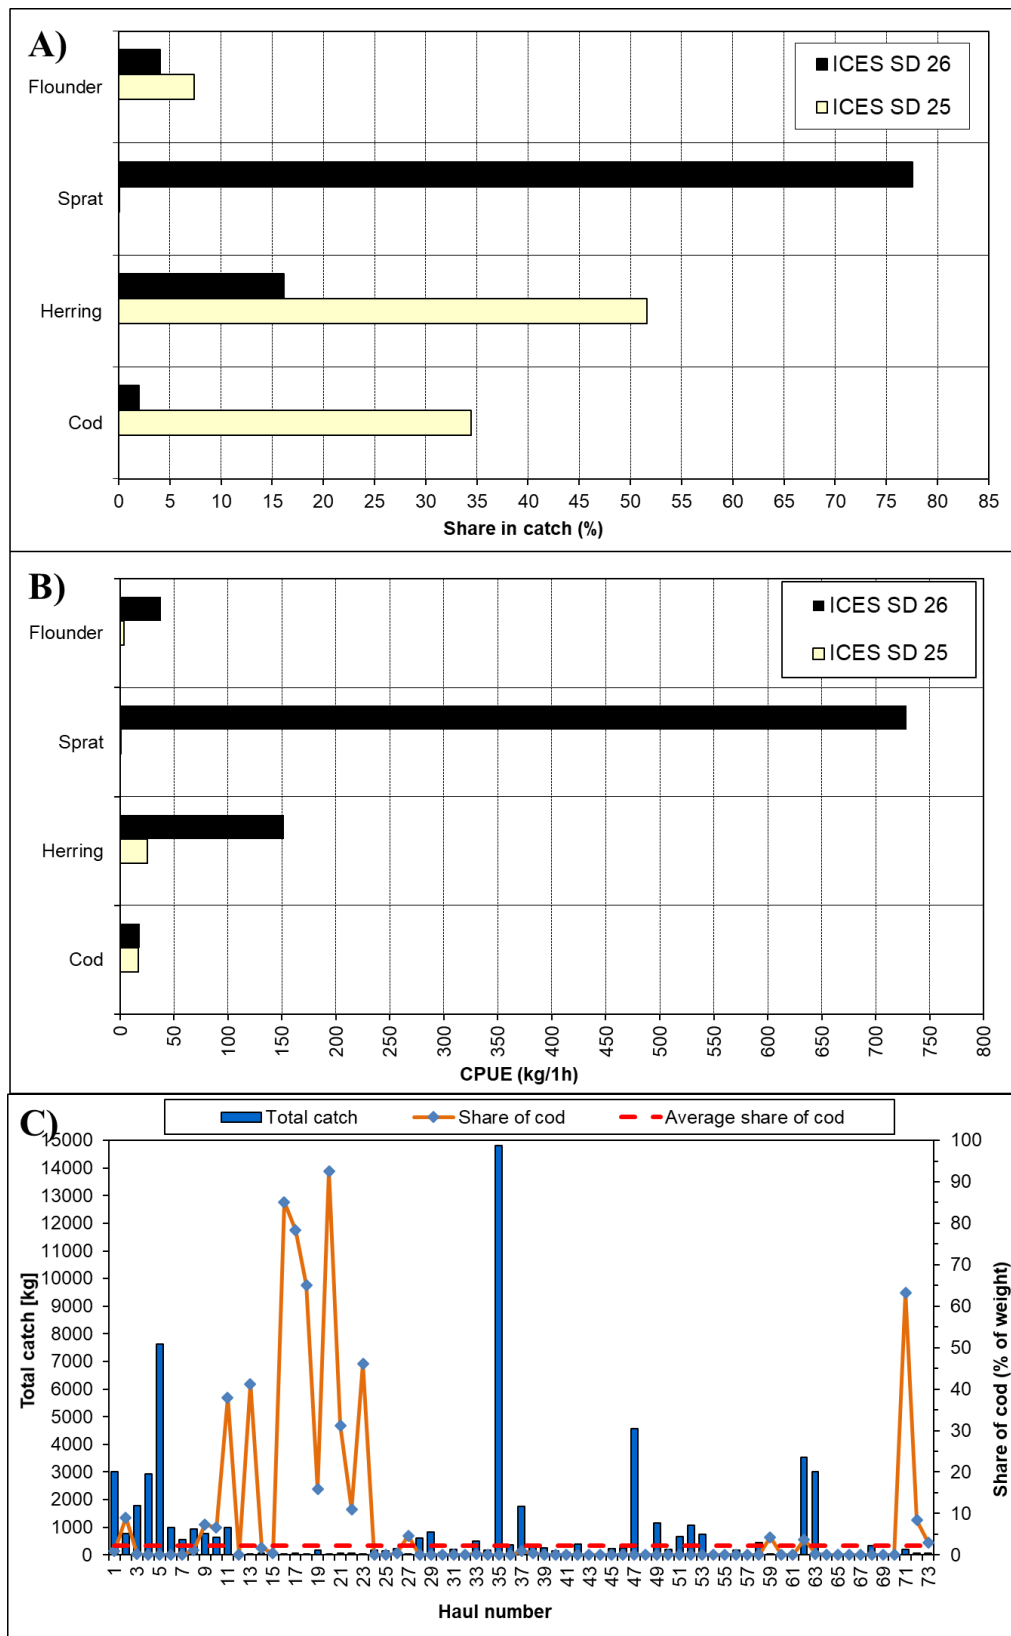 A)
ICES SD 26
ICES SD 25
Flounder
Sprat
Herring
Cod
0 5 10 15 20 25 30 35 40 45 50 55 60 65 70 75 80 85
Share in catch (%)
B)
ICES SD 26
ICES SD 25
Flounder
Sprat
Herring
Cod
0 50 100 150 200 250 300 350 400 450 500 550 600 650 700 750 800
CPUE (kg/1h)
C)
Total catch Share of cod Average share of cod
Total catch [kg]
15000
14000
13000
12000
11000
10000
9000
8000
7000
6000
5000
4000
3000
2000
1000
0
100
90
80
70
60
50
40
30
20
10
0
Share of cod (% of weight)
1 3 5 7 9 11 13 15 17 19 21 23 25 27 29 31 33 35 37 39 41 43 45 47 49 51 53 55 57 59 61 63 65 67 69 71 73
Haul number